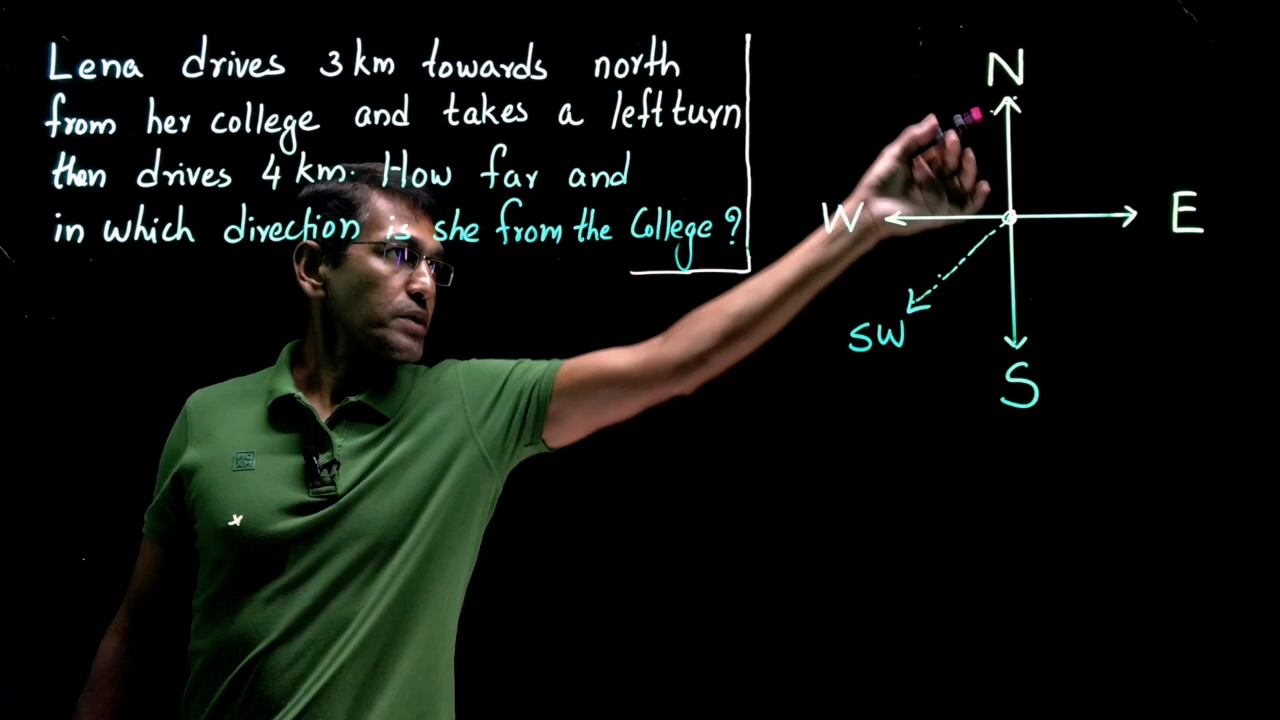 Lena drives 3 km towards north
from her college and takes a left turn
then drives 4 km. How far and
in which direction is she from the College?
N
W
E
SW
S